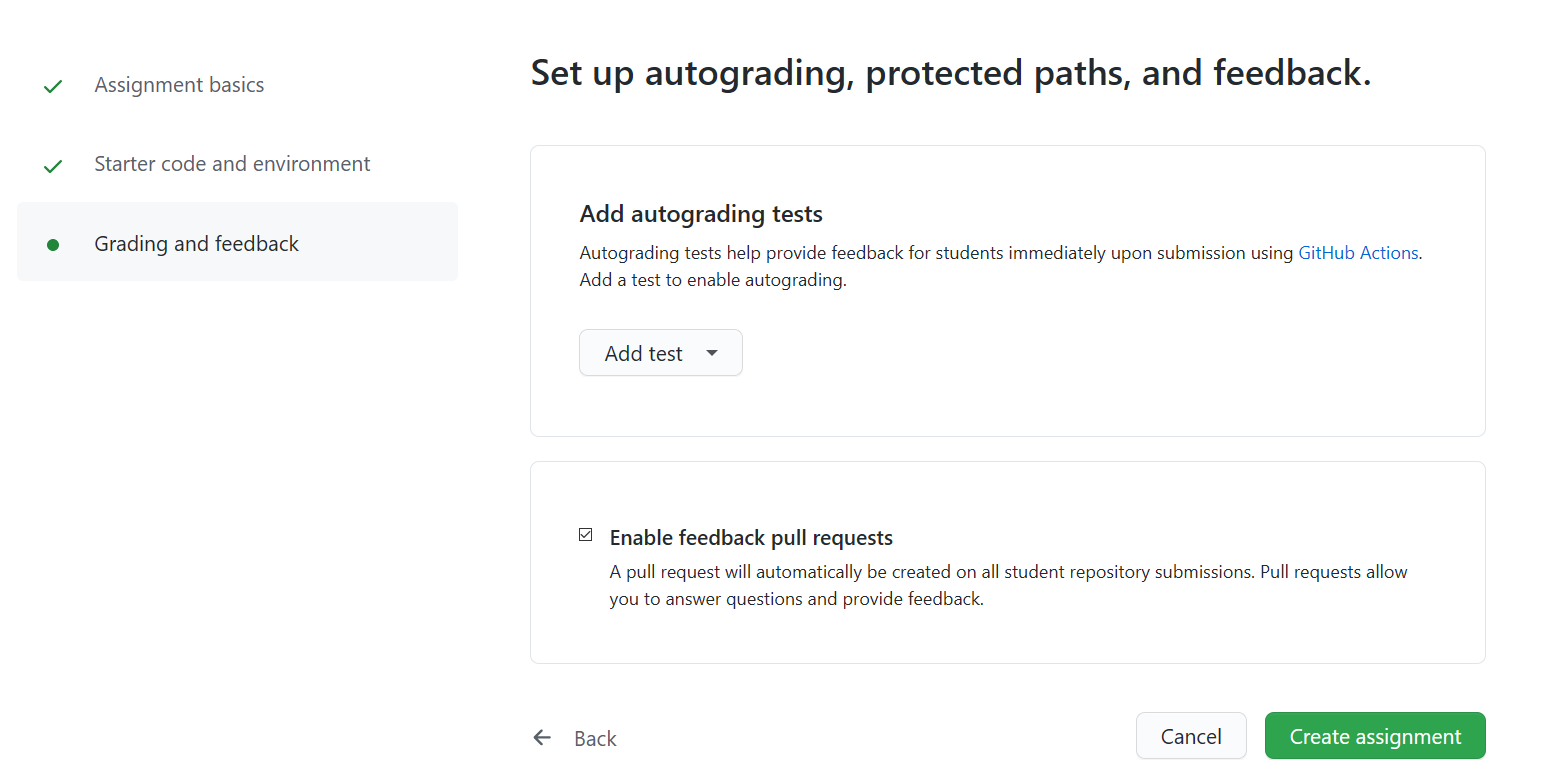 Assignment basics
Starter code and environment
Grading and feedback
Set up autograding, protected paths, and feedback.
Add autograding tests
Autograding tests help provide feedback for students immediately upon submission using GitHub Actions.
Add a test to enable autograding.
Add test
Enable feedback pull requests
A pull request will automatically be created on all student repository submissions. Pull requests allow
you to answer questions and provide feedback.
Back
Cancel
Create assignment